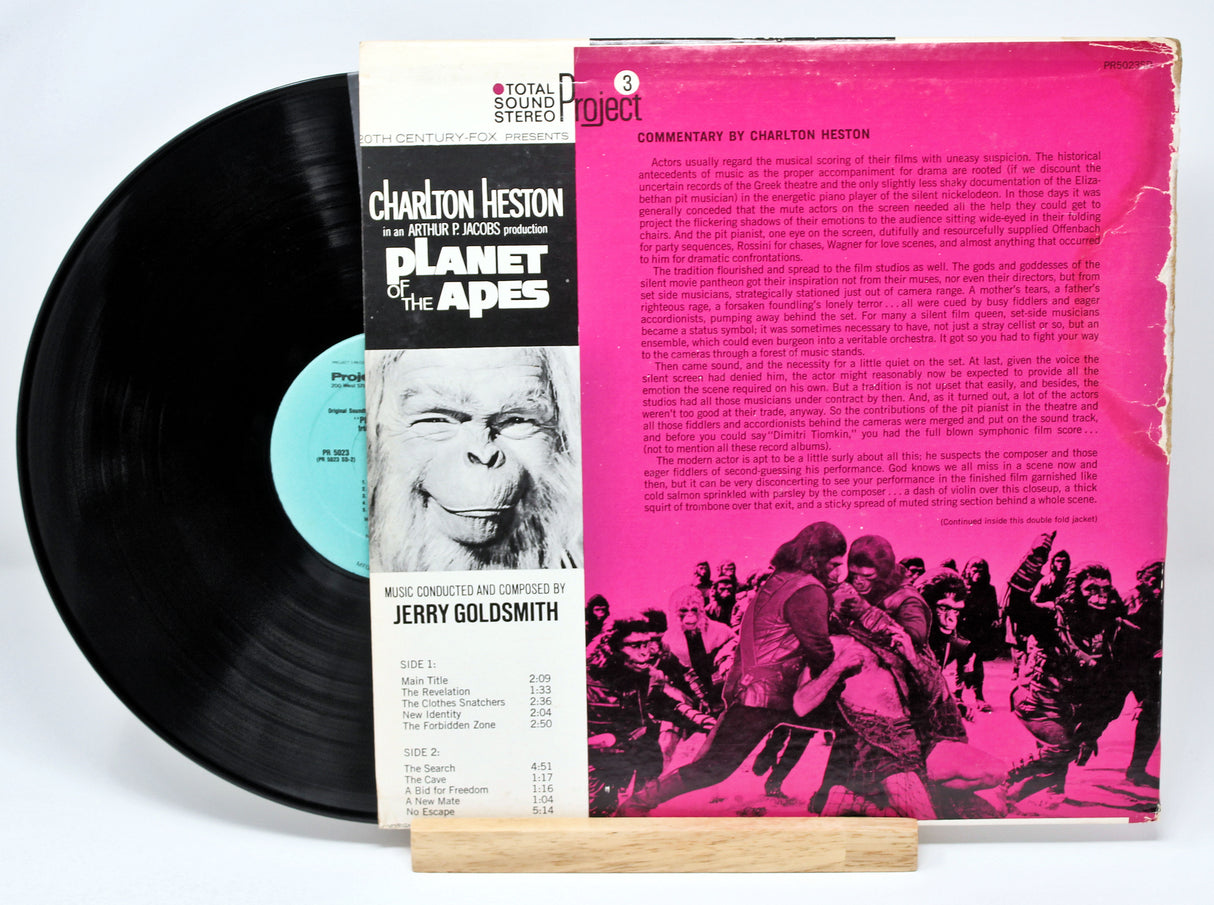 TOTAL
SOUND
STEREO
Project 3
20TH CENTURY-FOX PRESENTS
CHARLTON HESTON
in an ARTHUR P. JACOBS production
PLANET
OF THE APES
MUSIC CONDUCTED AND COMPOSED BY
JERRY GOLDSMITH
SIDE 1:
Main Title 2:09
The Revelation 1:33
The Clothes Snatchers 2:36
New Identity 2:04
The Forbidden Zone 2:50
SIDE 2:
The Search 4:51
The Cave 1:17
A Bid for Freedom 1:16
A New Mate 1:04
No Escape 5:14
PR5023SD
COMMENTARY BY CHARLTON HESTON
Actors usually regard the musical scoring of their films with uneasy suspicion. The historical
antecedents of music as the proper accompaniment for drama are rooted (if we discount the
uncertain records of the Greek theatre and the only slightly less shaky documentation of the Eliza-
bethan pit musician) in the energetic piano player of the silent nickelodeon. In those days it was
generally conceded that the mute actors on the screen needed all the help they could get to
project the flickering shadows of their emotions to the audience sitting wide-eyed in their folding
chairs. And the pit pianist, one eye on the screen, dutifully and resourcefully supplied Offenbach
for party sequences, Rossini for chases, Wagner for love scenes, and almost anything that occurred
to him for dramatic confrontations.
The tradition flourished and spread to the film studios as well. The gods and goddesses of the
silent movie pantheon got their inspiration not from their muses, nor even their directors, but from
set side musicians, strategically stationed just out of camera range. A mother's tears, a father's
righteous rage, a forsaken foundling's lonely terror... all were cued by busy fiddlers and eager
accordionists, pumping away behind the set. For many a silent film queen, set-side musicians
became a status symbol; it was sometimes necessary to have, not just a stray cellist or so, but an
ensemble, which could even burgeon into a veritable orchestra. It got so you had to fight your way
to the cameras through a forest of music stands.
Then came sound, and the necessity for a little quiet on the set. At last, given the voice the
silent screen had denied him, the actor might reasonably now be expected to provide all the
emotion the scene required on his own. But a tradition is not upset that easily, and besides, the
studios had all those musicians under contract by then. And, as it turned out, a lot of the actors
weren't too good at their trade, anyway. So the contributions of the pit pianist in the theatre and
all those fiddlers and accordionists behind the cameras were merged and put on the sound track,
and before you could say "Dimitri Tiomkin," you had the full blown symphonic film score...
(not to mention all these record albums).
The modern actor is apt to be a little surly about all this; he suspects the composer and those
eager fiddlers of second-guessing his performance. God knows we all miss in a scene now and
then, but it can be very disconcerting to see your performance in the finished film garnished like
cold salmon sprinkled with parsley by the composer... a dash of violin over this closeup, a thick
squirt of trombone over that exit, and a sticky spread of muted string section behind a whole scene.
(Continued inside this double fold jacket)
Proje
Original Sound
PR 5023
(PR 5023 SD-2)